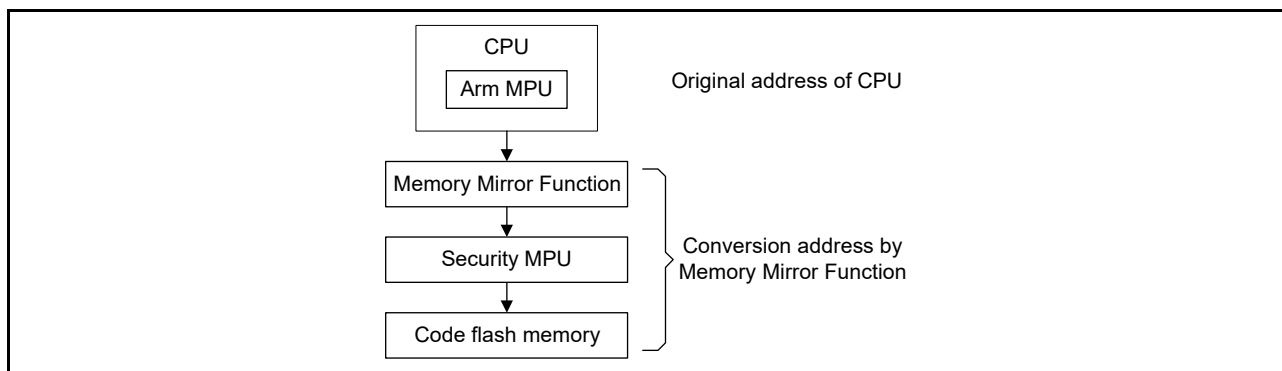 CPU
Arm MPU
Original address of CPU
Memory Mirror Function
Security MPU
Conversion address by
Memory Mirror Function
Code flash memory